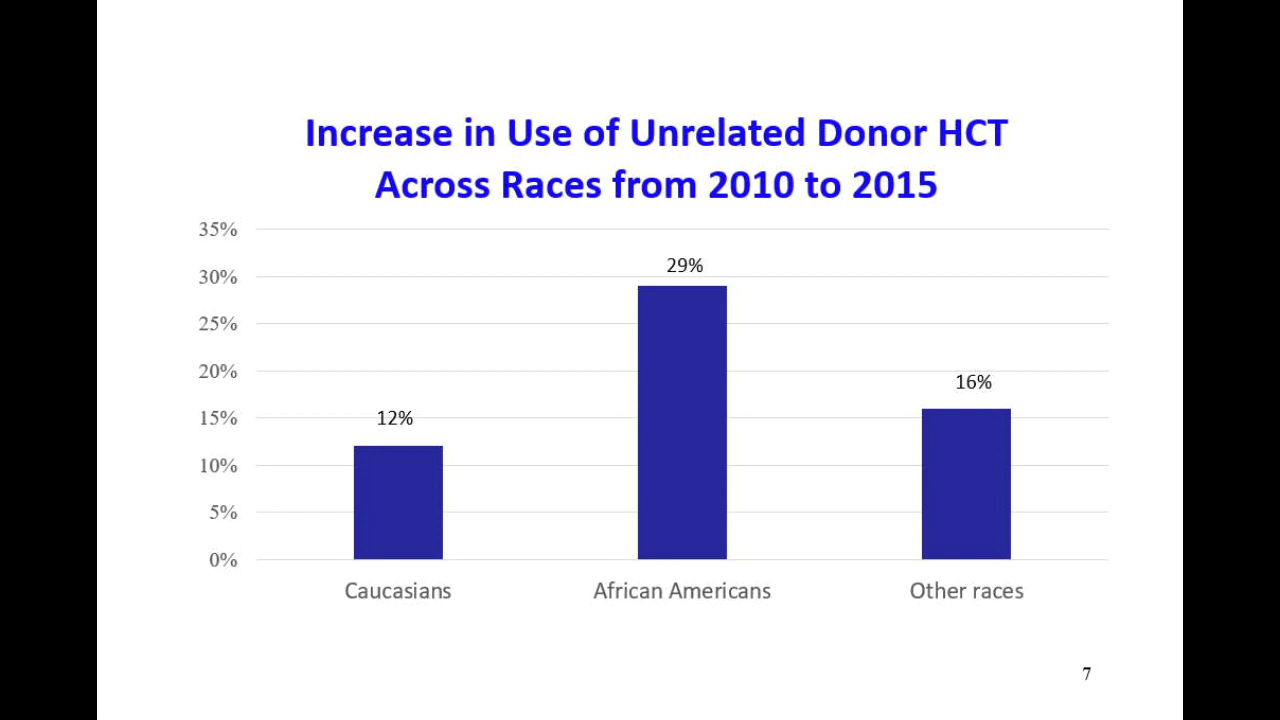 Increase in Use of Unrelated Donor HCT
Across Races from 2010 to 2015
35%
30%
25%
20%
15%
10%
5%
0%
12%
29%
16%
Caucasians
African Americans
Other races
7